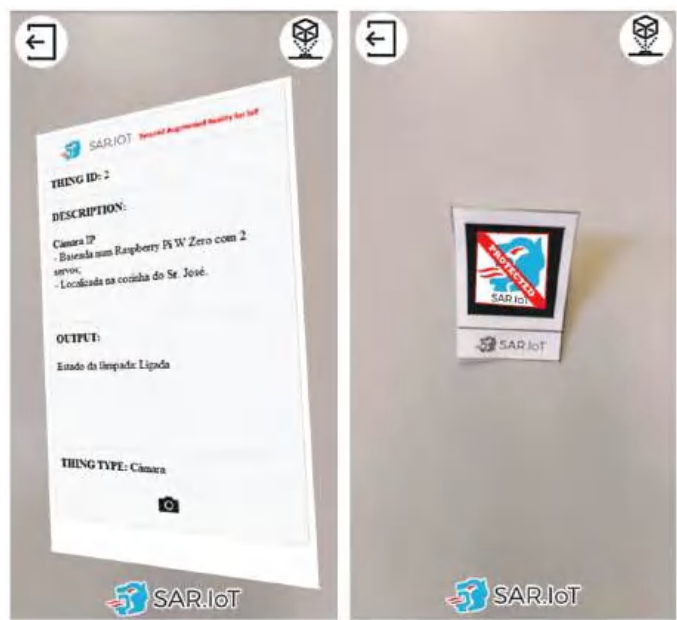 SAR.IOT Secured Augmented Reality for IoT
THING ID: 2
DESCRIPTION:
Câmara IP
- Baseada num Raspberry Pi W Zero com 2
servos;
- Localizada na cozinha do Sr. José.
OUTPUT:
Estado da lâmpada: Ligada
THING TYPE: Câmara
SAR.IoT
PROTECTED
SAR.IoT
SAR.IoT
SAR.IoT